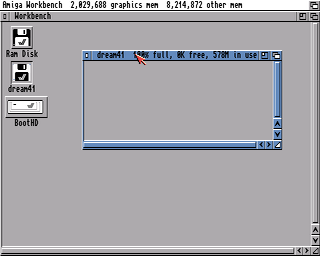 Amiga Workbench 2,029,688 graphics mem 8,214,872 other mem
Workbench
Ram Disk
dream41
BootHD
dream41 100% full, 0K free, 578M in use